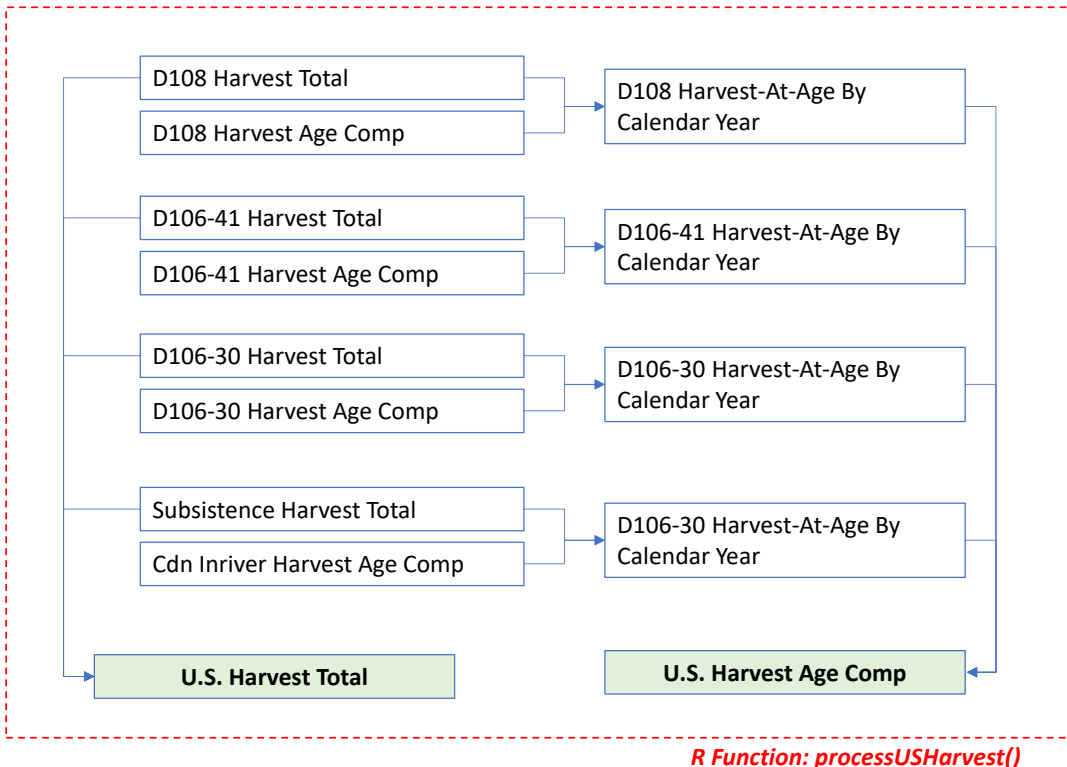 D108 Harvest Total
D108 Harvest Age Comp
D108 Harvest-At-Age By
Calendar Year
D106-41 Harvest Total
D106-41 Harvest Age Comp
D106-41 Harvest-At-Age By
Calendar Year
D106-30 Harvest Total
D106-30 Harvest Age Comp
D106-30 Harvest-At-Age By
Calendar Year
Subsistence Harvest Total
Cdn Inriver Harvest Age Comp
D106-30 Harvest-At-Age By
Calendar Year
U.S. Harvest Total
U.S. Harvest Age Comp
R Function: processUSHarvest()